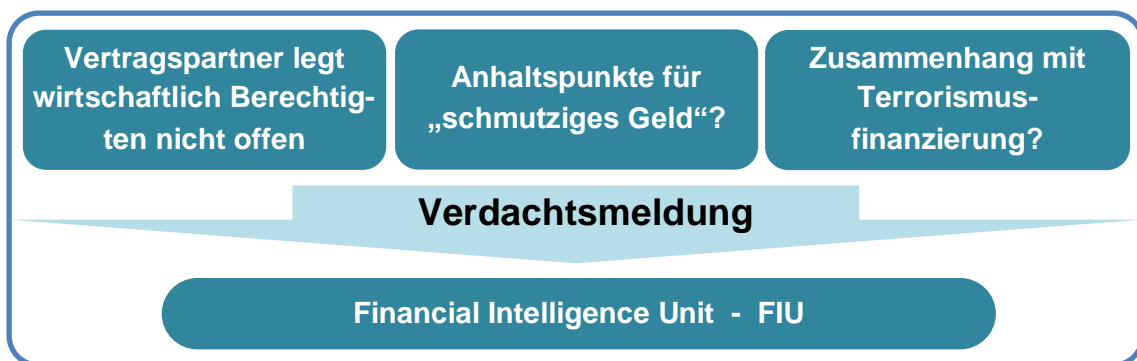 Vertragspartner legt
wirtschaftlich Berechtig-
ten nicht offen
Anhaltspunkte für
„schmutziges Geld“?
Zusammenhang mit
Terrorismus-
finanzierung?
Verdachtsmeldung
Financial Intelligence Unit - FIU